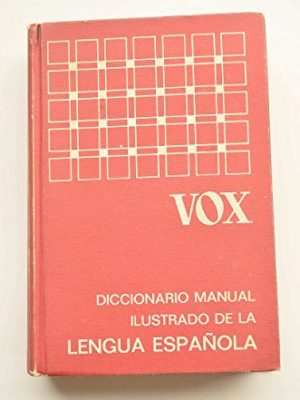 VOX
DICCIONARIO MANUAL
ILUSTRADO DE LA
LENGUA ESPAÑOLA